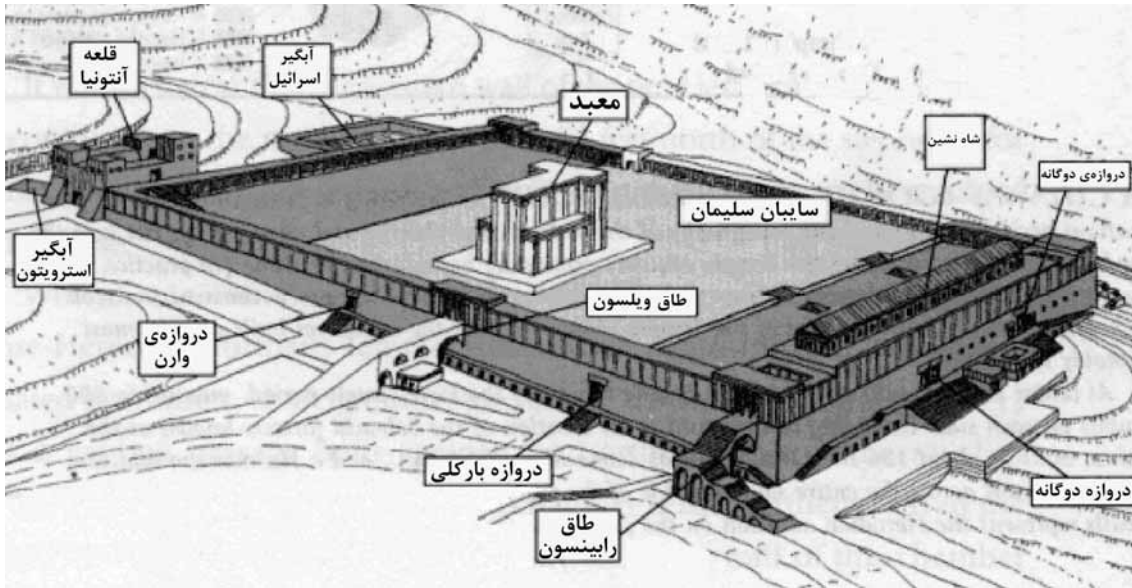 قلعه
آنتونیا
آبگیر
اسرائیل
معبد
شاه نشین
دروازه‌ی دوگانه
سایبان سلیمان
آبگیر
استرویتون
طاق ویلسون
دروازه‌ی
وارن
دروازه بارکلی
دروازه دوگانه
طاق
رابینسون